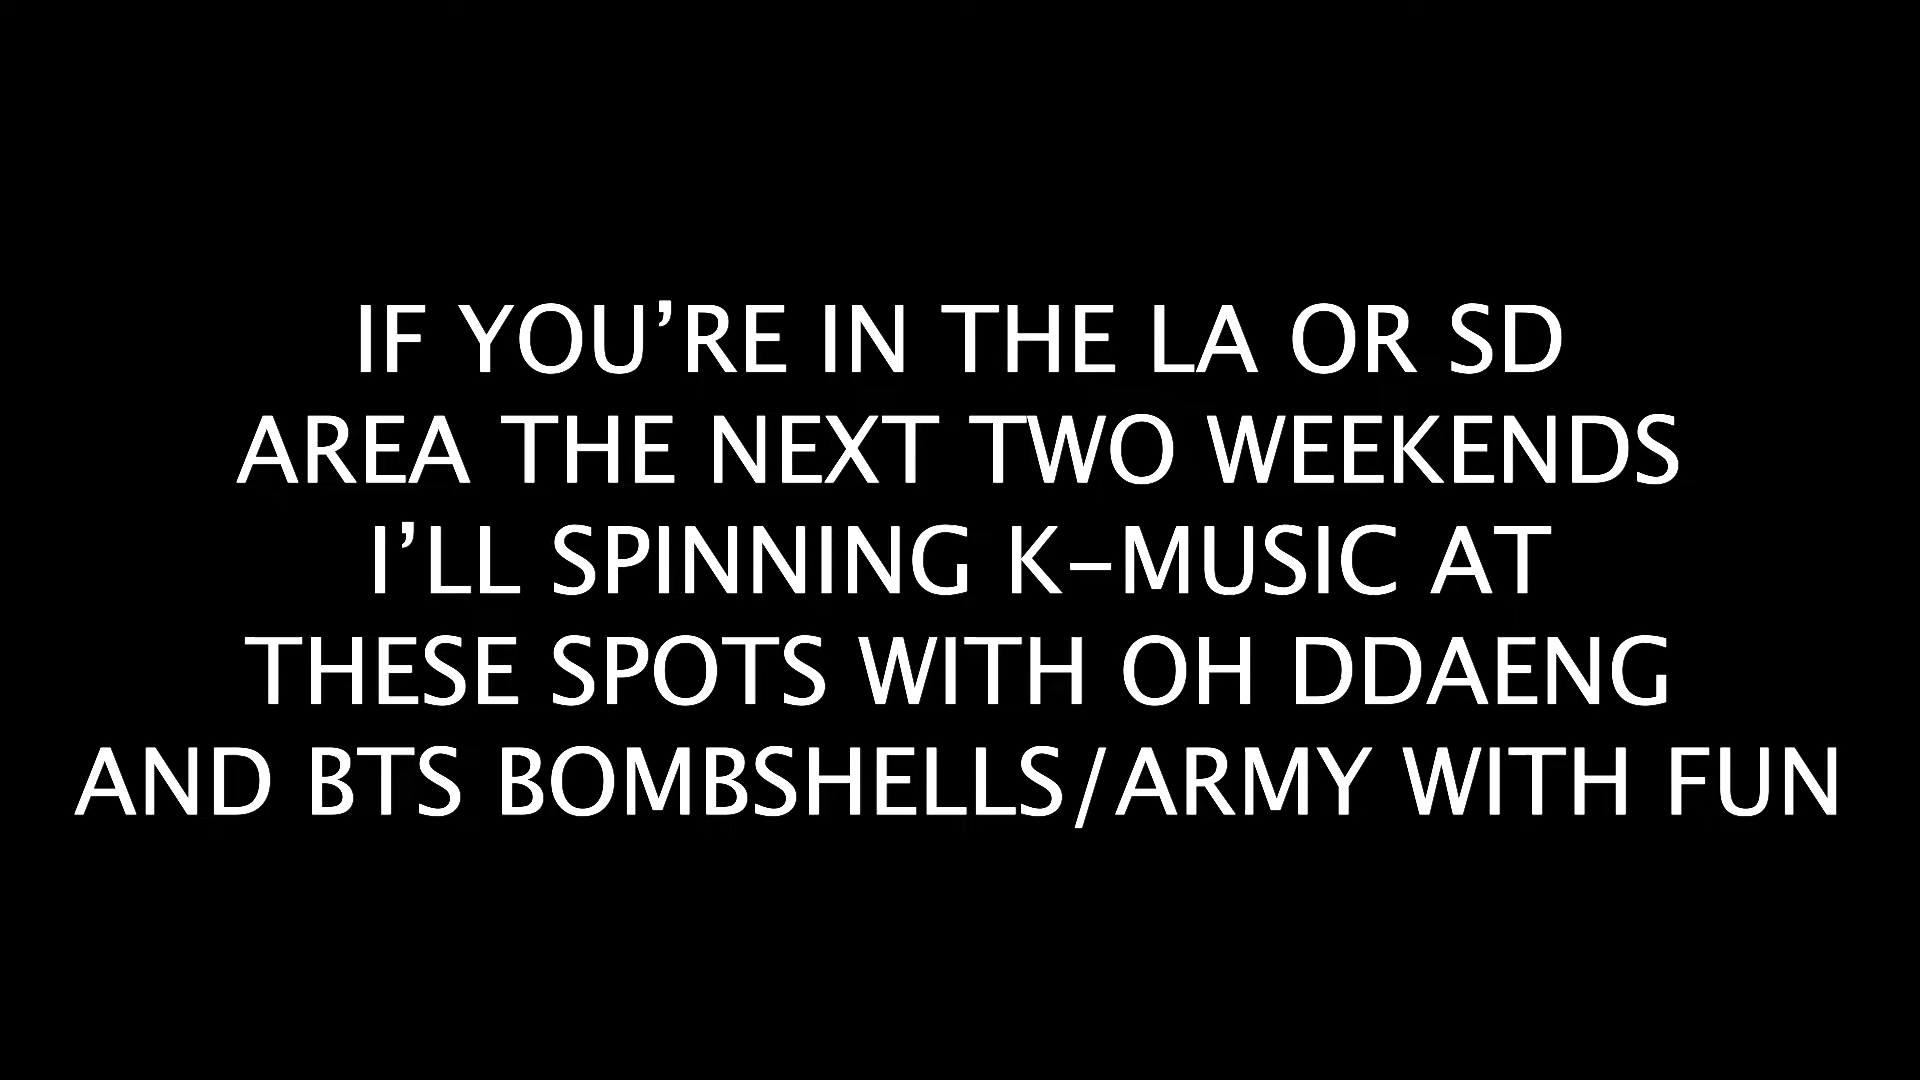 IF YOU’RE IN THE LA OR SD
AREA THE NEXT TWO WEEKENDS
I’LL SPINNING K-MUSIC AT
THESE SPOTS WITH OH DDAENG
AND BTS BOMBSHELLS/ARMY WITH FUN